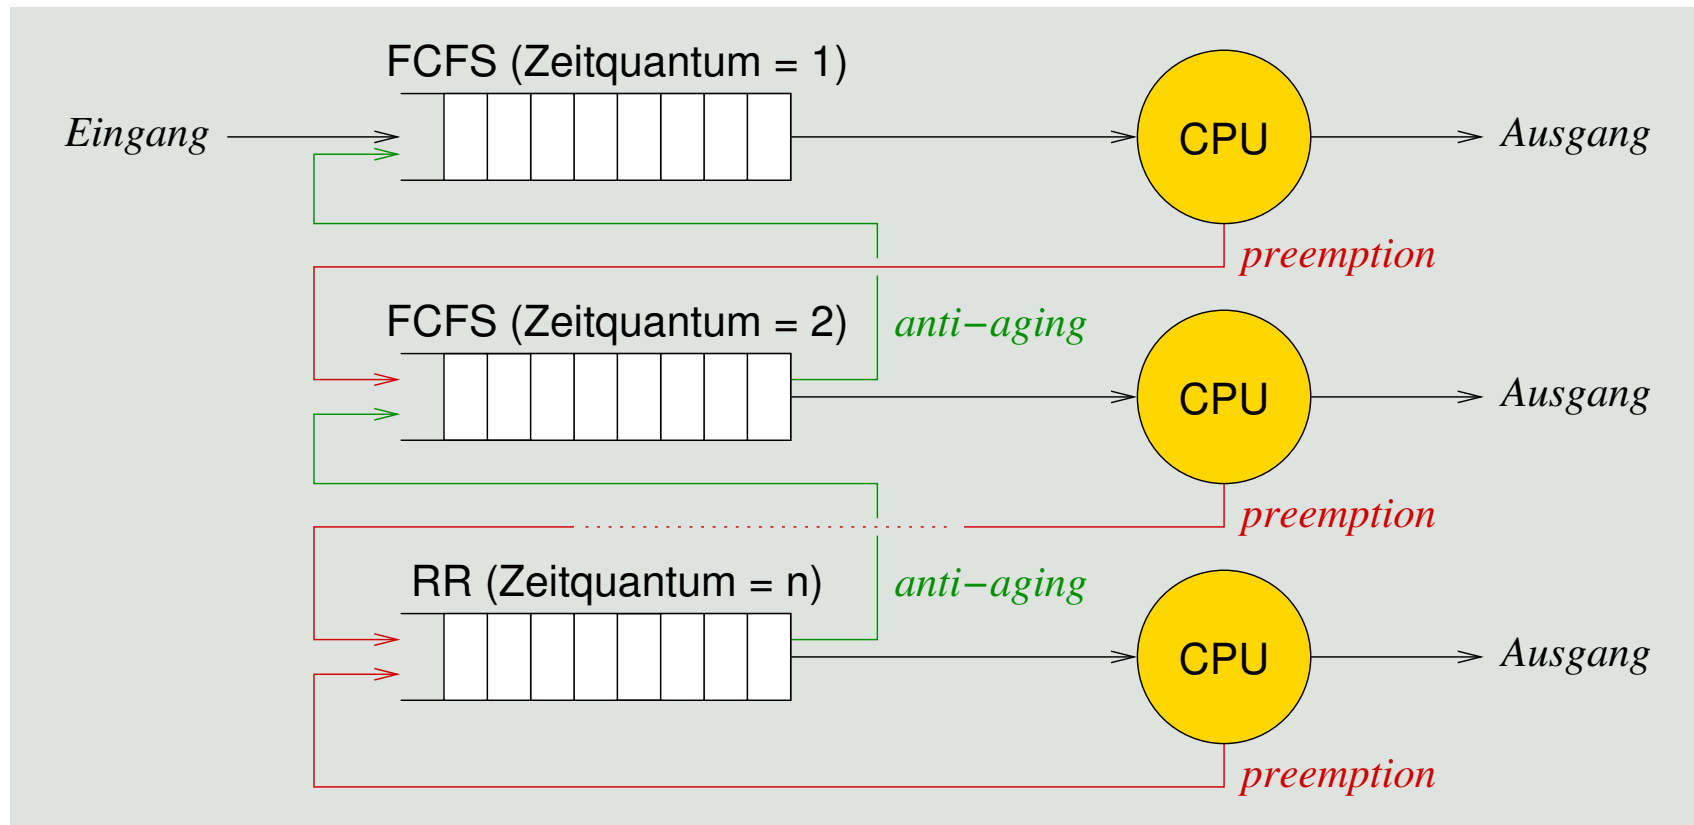 FCFS (Zeitquantum = 1)
Eingang
CPU
Ausgang
preemption
FCFS (Zeitquantum = 2)
anti−aging
CPU
Ausgang
preemption
RR (Zeitquantum = n)
anti−aging
CPU
Ausgang
preemption